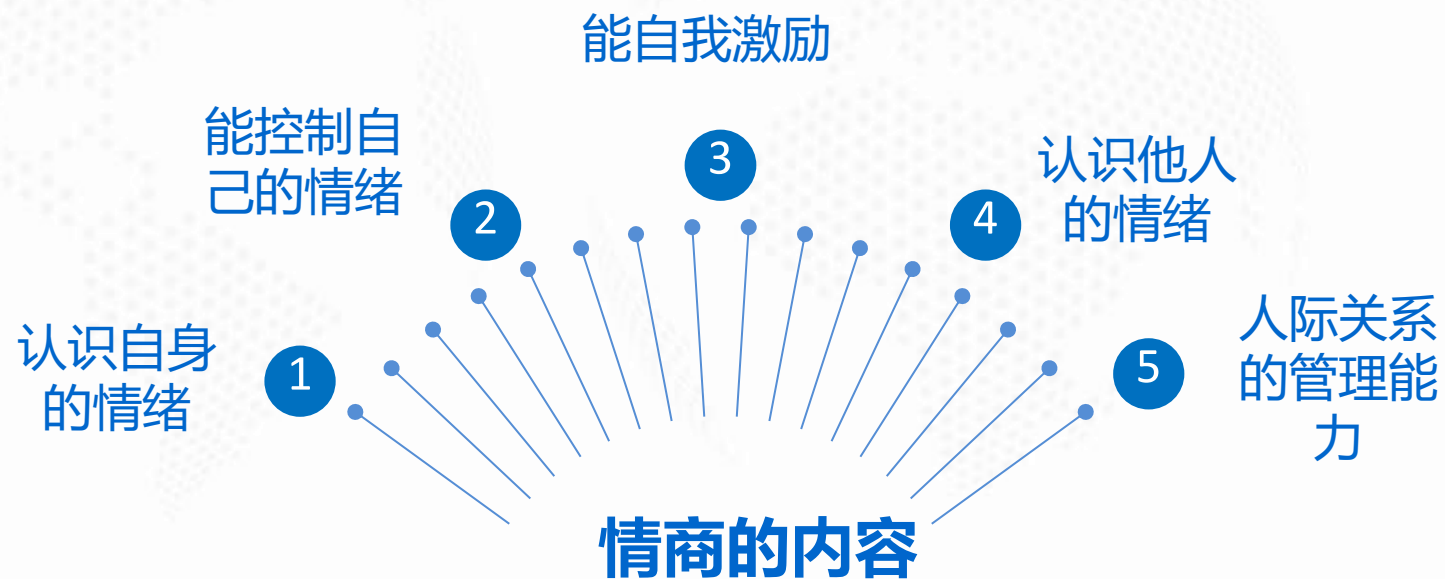 能自我激励
能控制自
己的情绪
3
认识他人
的情绪
2
4
认识自身
的情绪
1
人际关系
的管理能
力
5
情商的内容